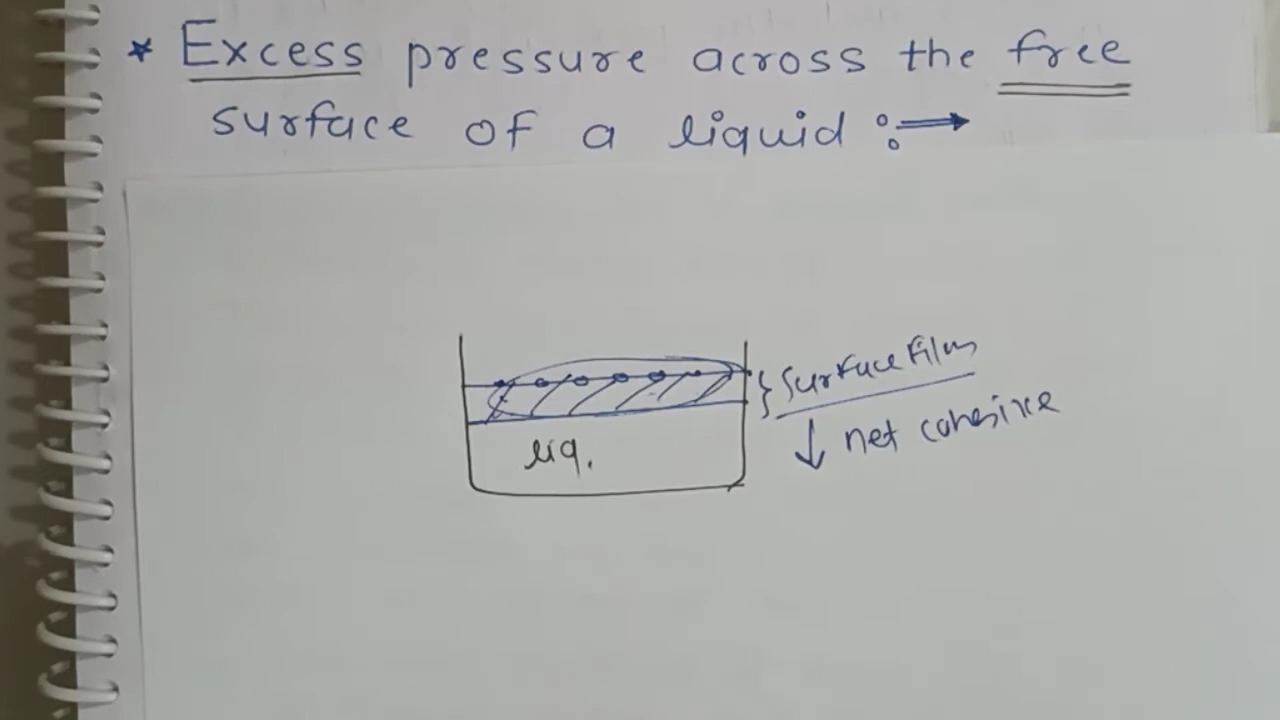 * Excess pressure across the free
surface of a liquid :→
} Surface Film
liq.
↓ net cohesive